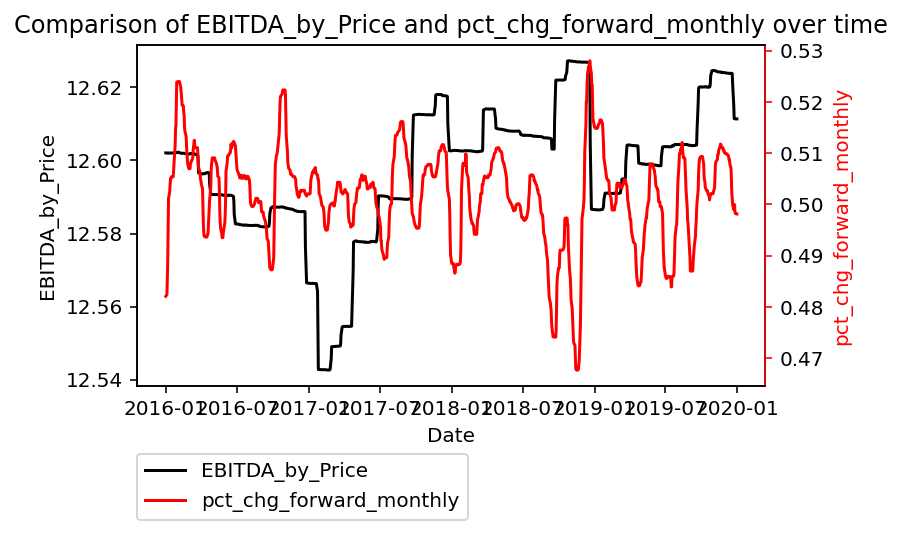 Comparison of EBITDA_by_Price and pct_chg_forward_monthly over time
EBITDA_by_Price
12.62
12.60
12.58
12.56
12.54
0.53
0.52
0.51
0.50
0.49
0.48
0.47
pct_chg_forward_monthly
2016-01 2016-07 2017-01 2017-07 2018-01 2018-07 2019-01 2019-07 2020-01
Date
EBITDA_by_Price
pct_chg_forward_monthly